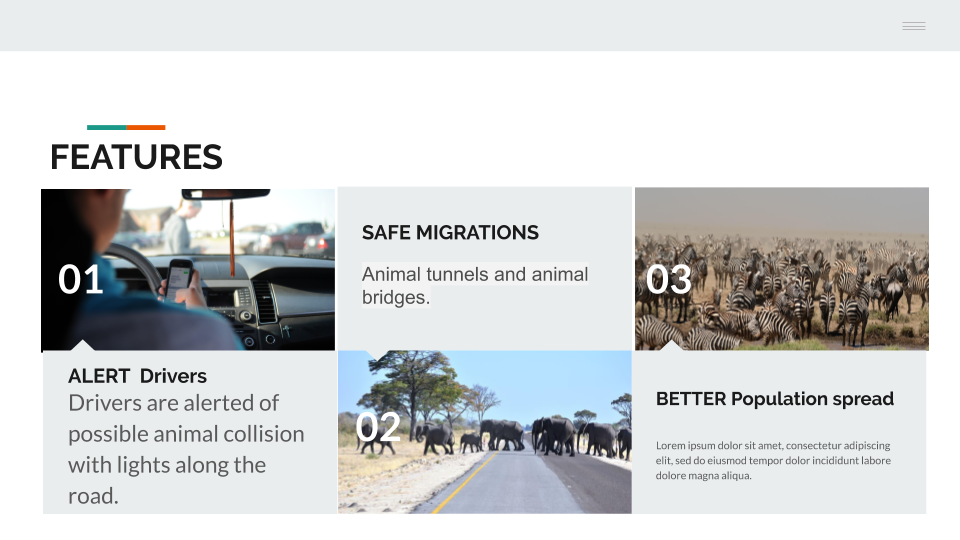 FEATURES
01
ALERT  Drivers
Drivers are alerted of
possible animal collision
with lights along the
road.
SAFE MIGRATIONS
Animal tunnels and animal
bridges.
02
03
BETTER Population spread
Lorem ipsum dolor sit amet, consectetur adipiscing
elit, sed do eiusmod tempor dolor incididunt labore
dolore magna aliqua.